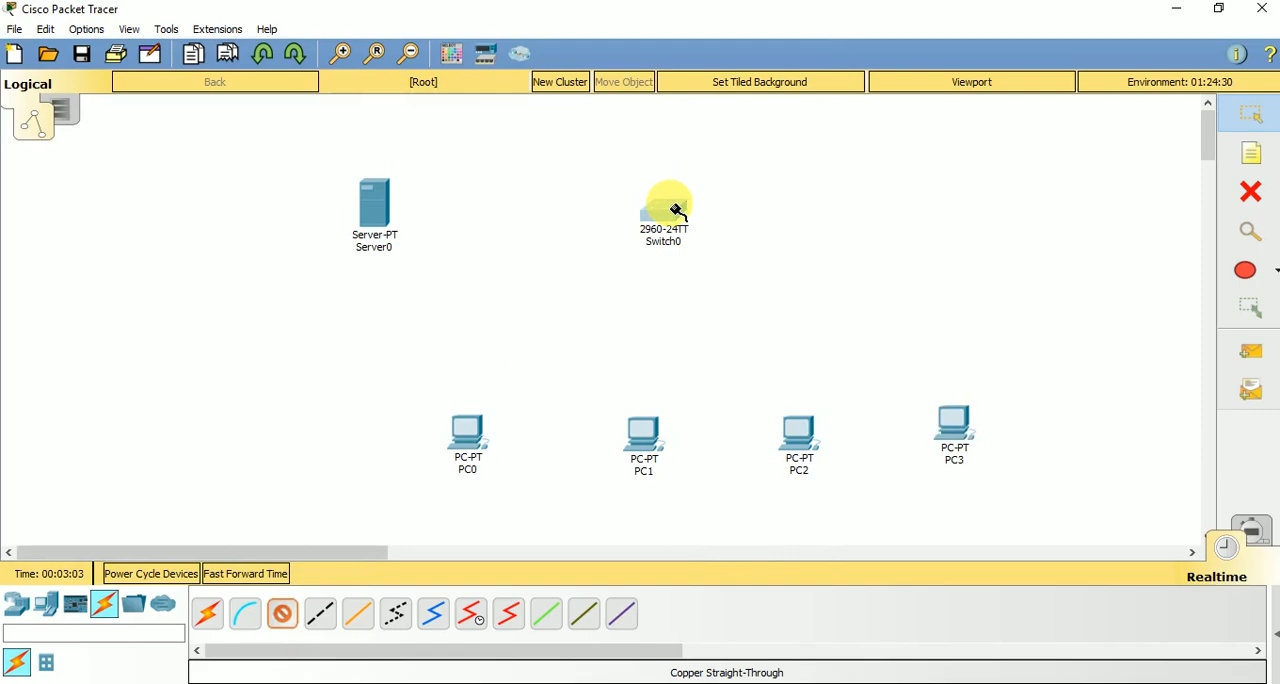 Cisco Packet Tracer
File Edit Options View Tools Extensions Help
Logical Back [Root] New Cluster Move Object Set Tiled Background Viewport Environment: 01:24:30
Server-PT
Server0
2960-24TT
Switch0
PC-PT
PC0
PC-PT
PC1
PC-PT
PC2
PC-PT
PC3
Time: 00:03:03 Power Cycle Devices Fast Forward Time
Realtime
Copper Straight-Through